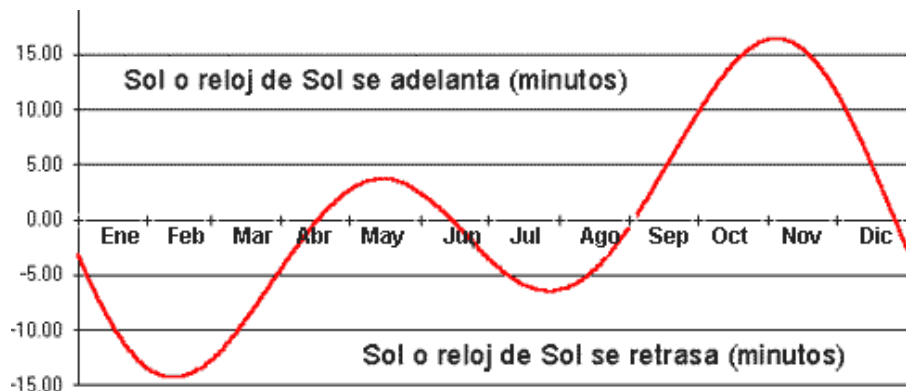 15.00
Sol o reloj de Sol se adelanta (minutos)
10.00
5.00
0.00
Ene Feb Mar Abr May Jun Jul Ago Sep Oct Nov Dic
-5.00
-10.00
Sol o reloj de Sol se retrasa (minutos)
-15.00